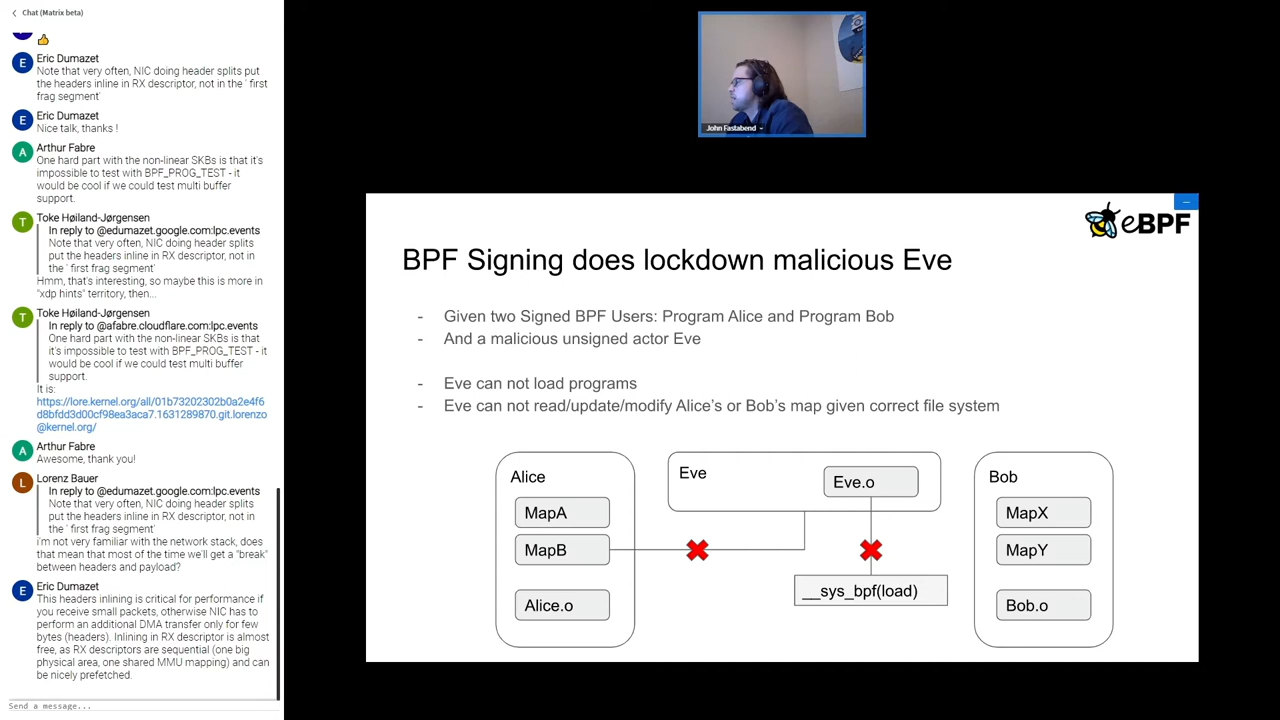 Chat (Matrix beta)
Eric Dumazet
Note that very often, NIC doing header splits put
the headers inline in RX descriptor, not in the ' first
frag segment'
Eric Dumazet
Nice talk, thanks !
Arthur Fabre
One hard part with the non-linear SKBs is that it's
impossible to test with BPF_PROG_TEST - it
would be cool if we could test multi buffer
support.
Toke Høiland-Jørgensen
In reply to @edumazet.google.com:lpc.events
Note that very often, NIC doing header splits
put the headers inline in RX descriptor, not in
the ' first frag segment'
Hmm, that's interesting, so maybe this is more in
"xdp hints" territory, then...
Toke Høiland-Jørgensen
In reply to @afabre.cloudflare.com:lpc.events
One hard part with the non-linear SKBs is that it's
impossible to test with BPF_PROG_TEST - it
would be cool if we could test multi buffer
support.
It is:
https://lore.kernel.org/all/01b73202302b0a2e4f6
d8bfdd3d00cf98ea3aca7.1631289870.git.lorenzo
@kernel.org/
Arthur Fabre
Awesome, thank you!
Lorenz Bauer
In reply to @edumazet.google.com:lpc.events
Note that very often, NIC doing header splits
put the headers inline in RX descriptor, not in
the ' first frag segment'
i'm not very familiar with the network stack, does
that mean that most of the time we'll get a "break"
between headers and payload?
Eric Dumazet
This headers inlining is critical for performance if
you receive small packets, otherwise NIC has to
perform an additional DMA transfer only for few
bytes (headers). Inlining in RX descriptor is almost
free, as RX descriptors are sequential (one big
physical area, one shared MMU mapping) and can
be nicely prefetched.
Send a message...
E
E
A
T
T
A
L
E
John Fastabend
eBPF
BPF Signing does lockdown malicious Eve
- Given two Signed BPF Users: Program Alice and Program Bob
- And a malicious unsigned actor Eve
- Eve can not load programs
- Eve can not read/update/modify Alice's or Bob's map given correct file system
Alice
MapA
MapB
Alice.o
Eve
Eve.o
__sys_bpf(load)
Bob
MapX
MapY
Bob.o